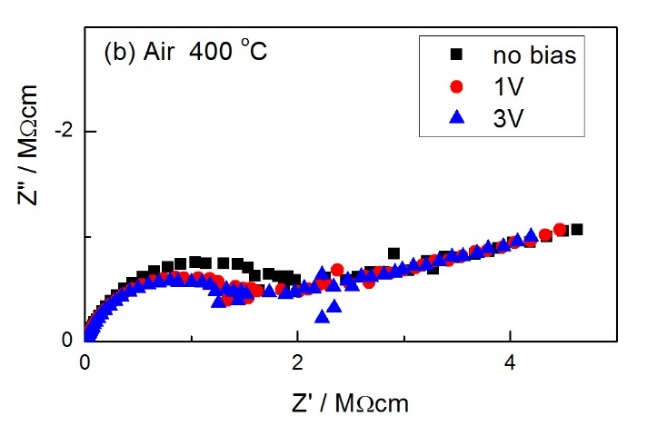 (b) Air 400 °C
no bias
1V
3V
-2
0
Z'' / MΩcm
0 2 4
Z' / MΩcm